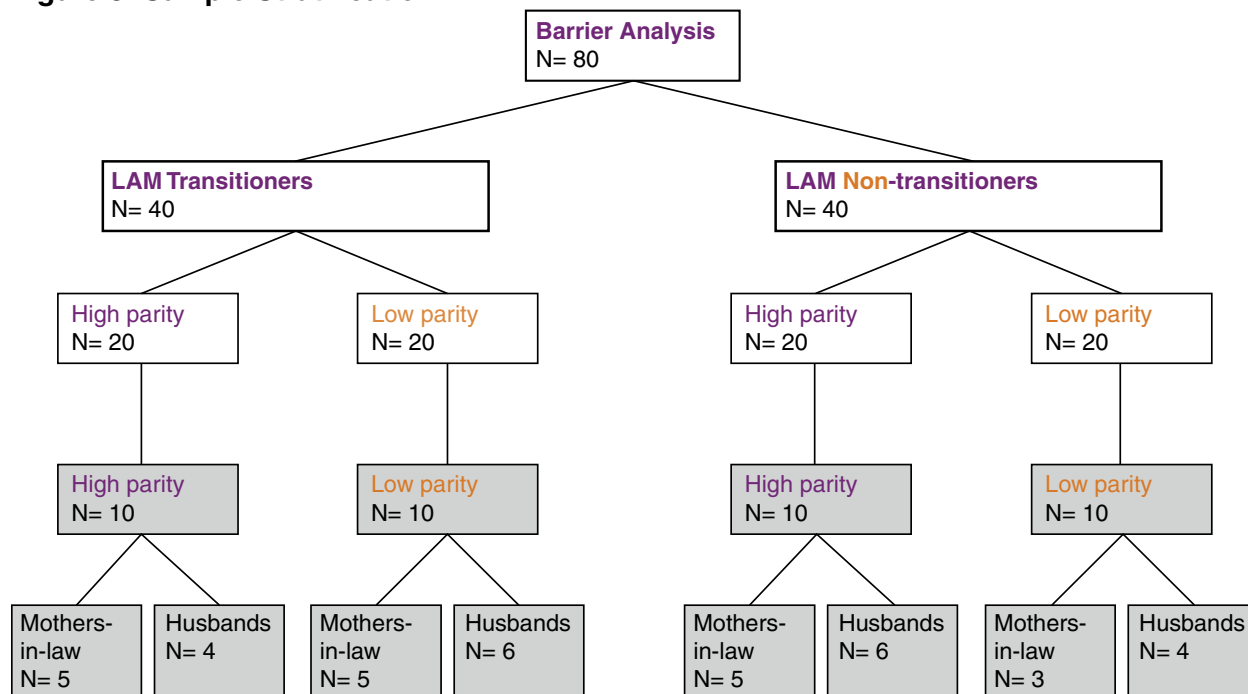 Barrier Analysis
N= 80
LAM Transitioners
N= 40
LAM Non-transitioners
N= 40
High parity
N= 20
Low parity
N= 20
High parity
N= 20
Low parity
N= 20
High parity
N= 10
Low parity
N= 10
High parity
N= 10
Low parity
N= 10
Mothers-
in-law
N= 5
Husbands
N= 4
Mothers-
in-law
N= 5
Husbands
N= 6
Mothers-
in-law
N= 5
Husbands
N= 6
Mothers-
in-law
N= 3
Husbands
N= 4